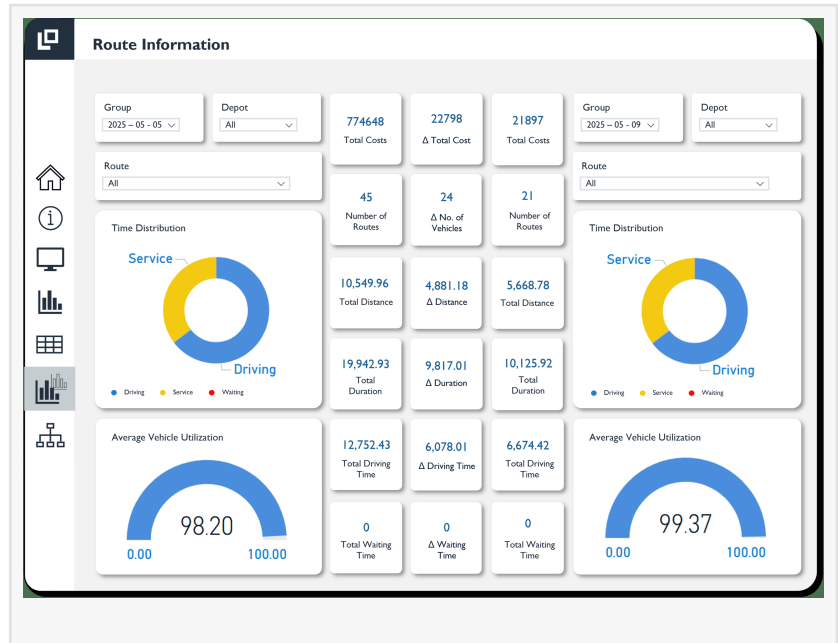 Route Information
Group
2025 – 05 - 05
Depot
All
Route
All
Time Distribution
Service
Driving
Driving
Service
Waiting
Average Vehicle Utilization
98.20
0.00
100.00
774648
Total Costs
22798
Δ Total Cost
21897
Total Costs
45
Number of
Routes
24
Δ No. of
Vehicles
21
Number of
Routes
10,549.96
Total Distance
4,881.18
Δ Distance
5,668.78
Total Distance
19,942.93
Total
Duration
9,817.01
Δ Duration
10,125.92
Total
Duration
12,752.43
Total Driving
Time
6,078.01
Δ Driving Time
6,674.42
Total Driving
Time
0
Total Waiting
Time
0
Δ Waiting
Time
0
Total Waiting
Time
Group
2025 – 05 - 09
Depot
All
Route
All
Time Distribution
Service
Driving
Driving
Service
Waiting
Average Vehicle Utilization
99.37
0.00
100.00